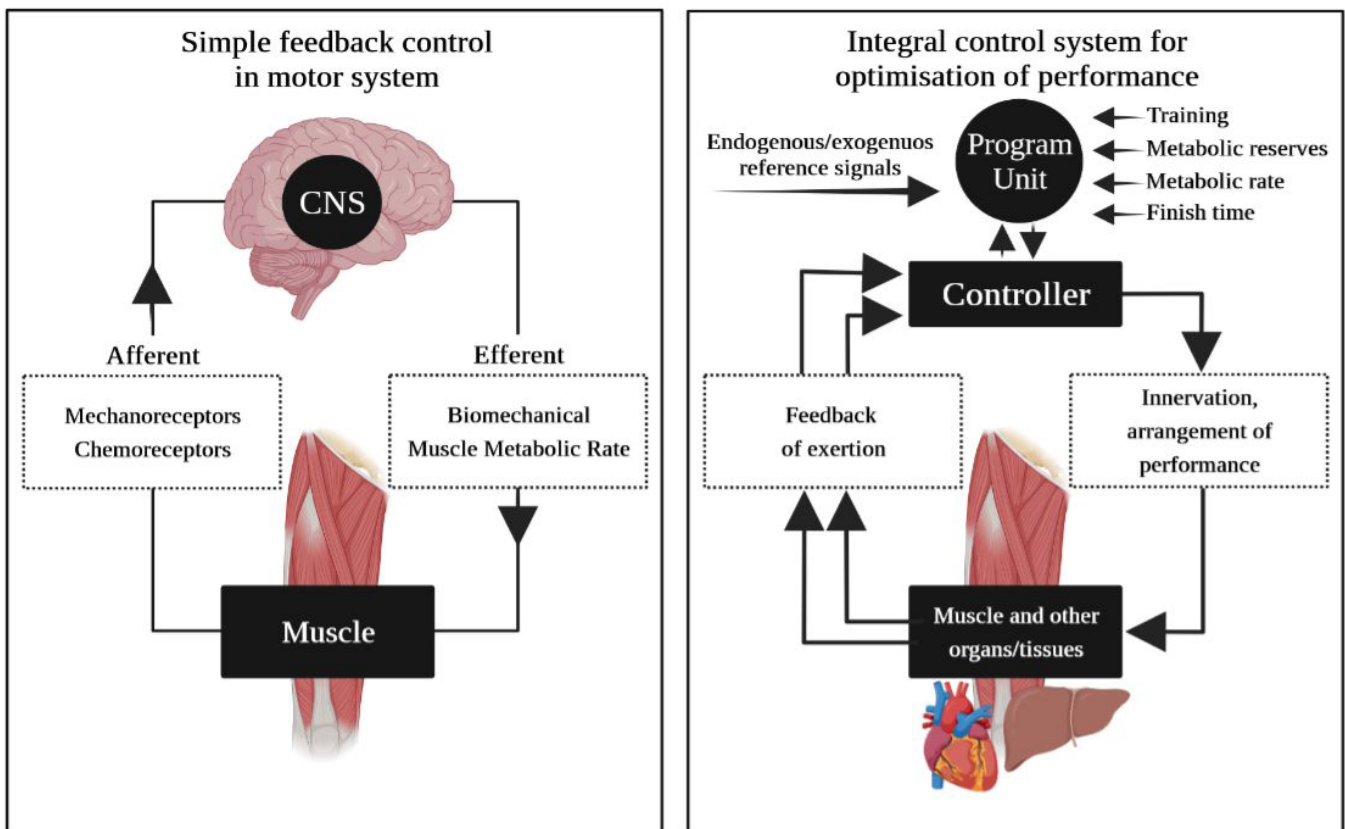 Simple feedback control
in motor system
CNS
Afferent
Efferent
Mechanoreceptors
Chemoreceptors
Biomechanical
Muscle Metabolic Rate
Muscle
Integral control system for
optimisation of performance
Endogenous/exogenuos
reference signals
Program
Unit
Training
Metabolic reserves
Metabolic rate
Finish time
Controller
Feedback
of exertion
Innervation,
arrangement of
performance
Muscle and other
organs/tissues